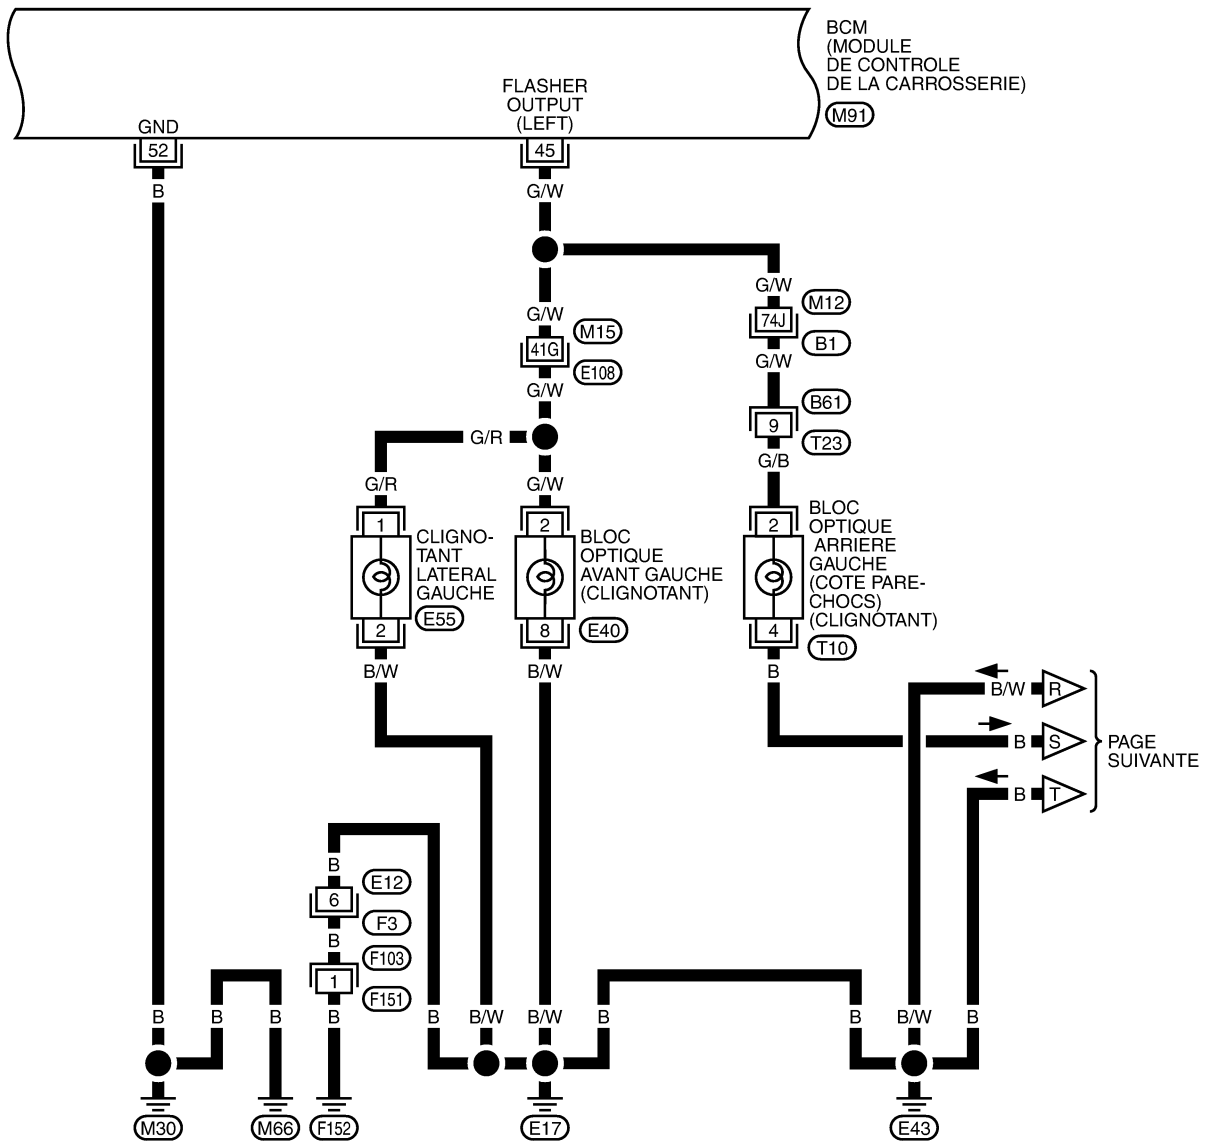 BCM
(MODULE
DE CONTROLE
DE LA CARROSSERIE)
M91
FLASHER
OUTPUT
(LEFT)
GND
52
45
B
G/W
G/W
M12
74J
B1
G/W
M15
41G
E108
G/W
G/W
B61
9
T23
G/R
G/B
G/R
G/W
1
2
2
CLIGNO-
TANT
LATERAL
GAUCHE
E55
BLOC
OPTIQUE
AVANT GAUCHE
(CLIGNOTANT)
E40
BLOC
OPTIQUE
ARRIERE
GAUCHE
(COTE PARE-
CHOCS)
(CLIGNOTANT)
T10
2
8
4
B/W
B/W
B
B/W
R
B
S
B
T
PAGE
SUIVANTE
B
E12
6
F3
B
F103
1
F151
B
B
B
B
B
B/W
B/W
B
B
B/W
B
M30
M66
F152
E17
E43